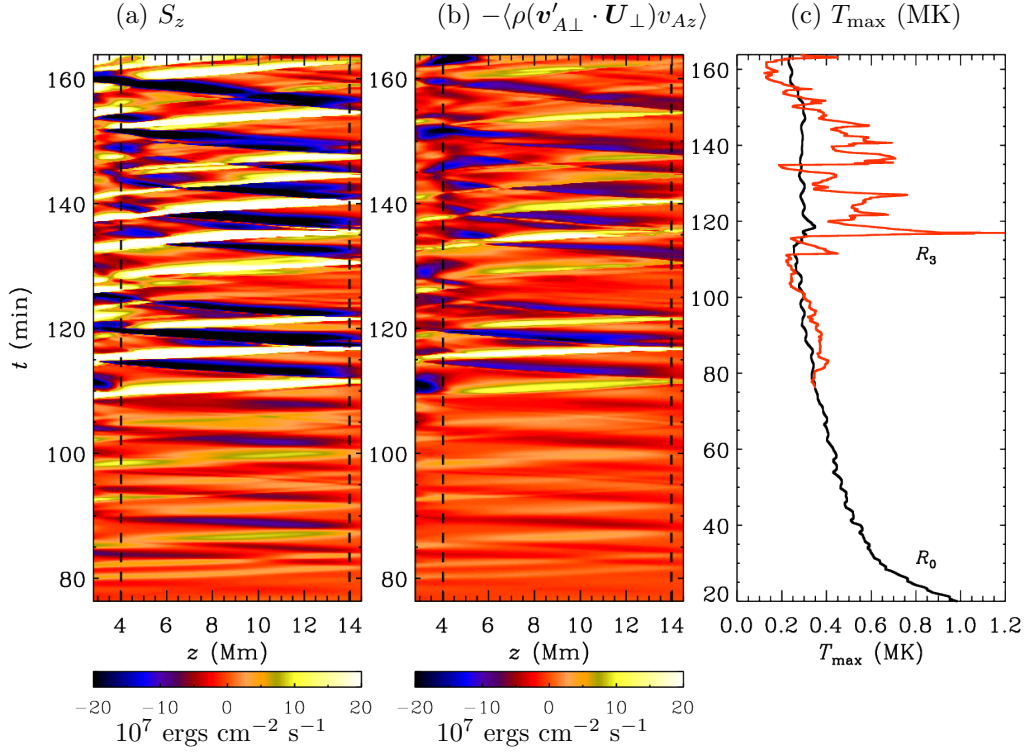 (a) S_z
(b) −⟨ρ(v′_A⊥ · U_⊥)v_Az⟩
(c) T_max (MK)
160
140
120
100
80
t (min)
4 6 8 10 12 14
z (Mm)
-20 -10 0 10 20
10^7 ergs cm^−2 s^−1
160
140
120
100
80
4 6 8 10 12 14
z (Mm)
-20 -10 0 10 20
10^7 ergs cm^−2 s^−1
160
140
120
100
80
60
40
20
R_3
R_0
0.0 0.2 0.4 0.6 0.8 1.0 1.2
T_max (MK)